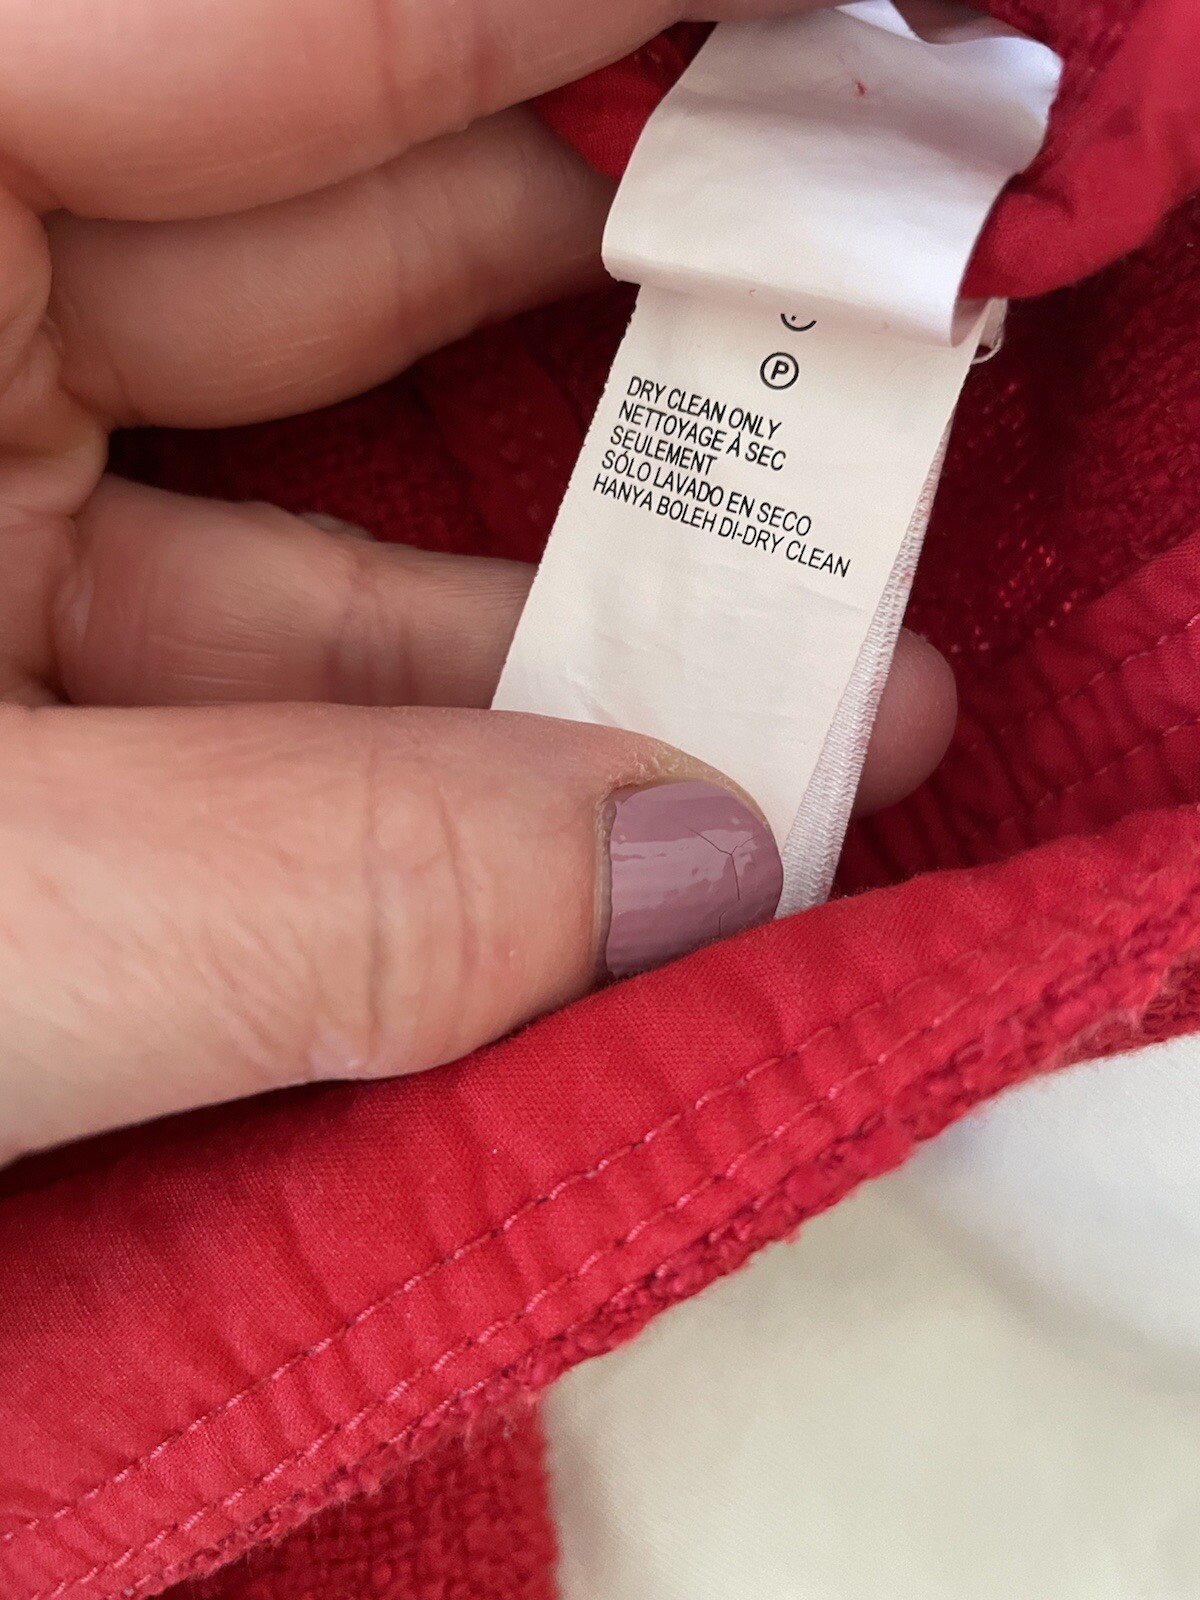 P
DRY CLEAN ONLY
NETTOYAGE À SEC
SEULEMENT
SÓLO LAVADO EN SECO
HANYA BOLEH DI-DRY CLEAN